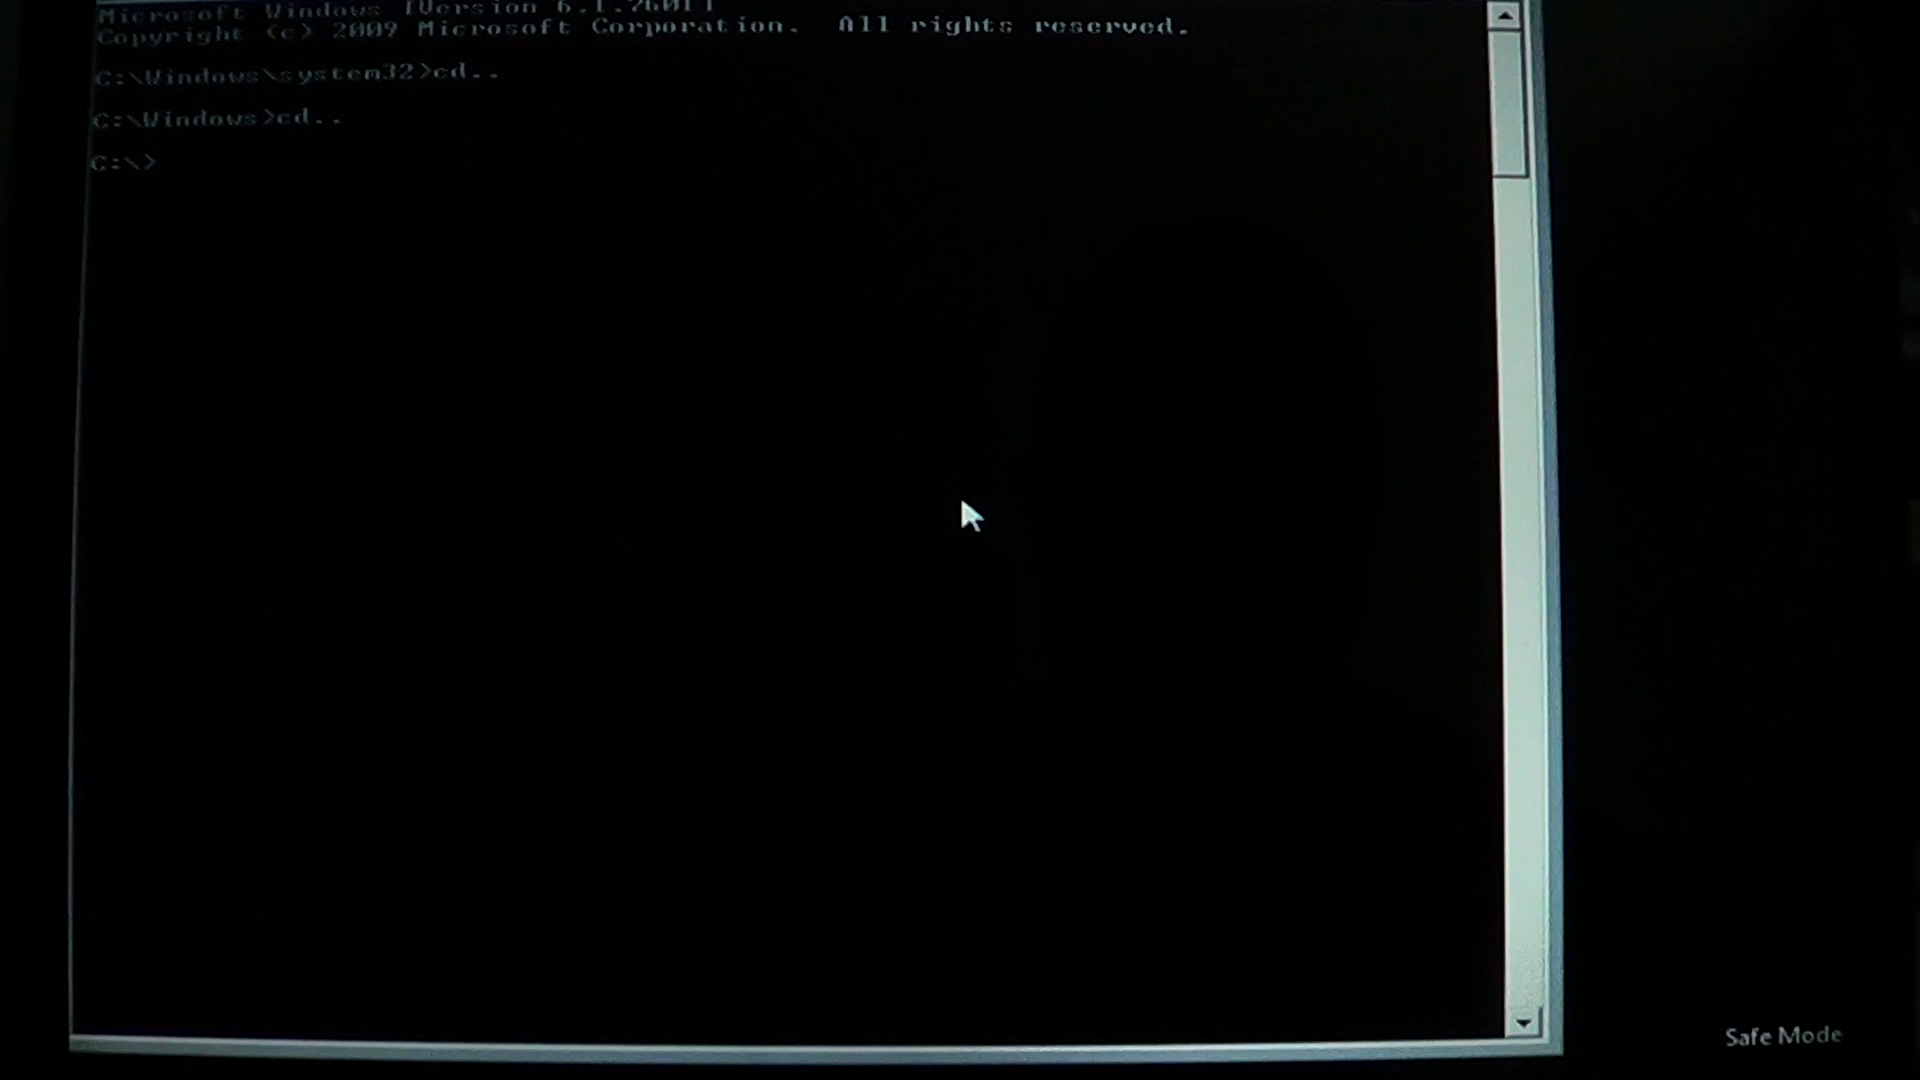 Microsoft Windows [Version 6.1.7601]
Copyright (c) 2009 Microsoft Corporation.  All rights reserved.
C:\Windows\system32>cd..
C:\Windows>cd..
C:\>
Safe Mode